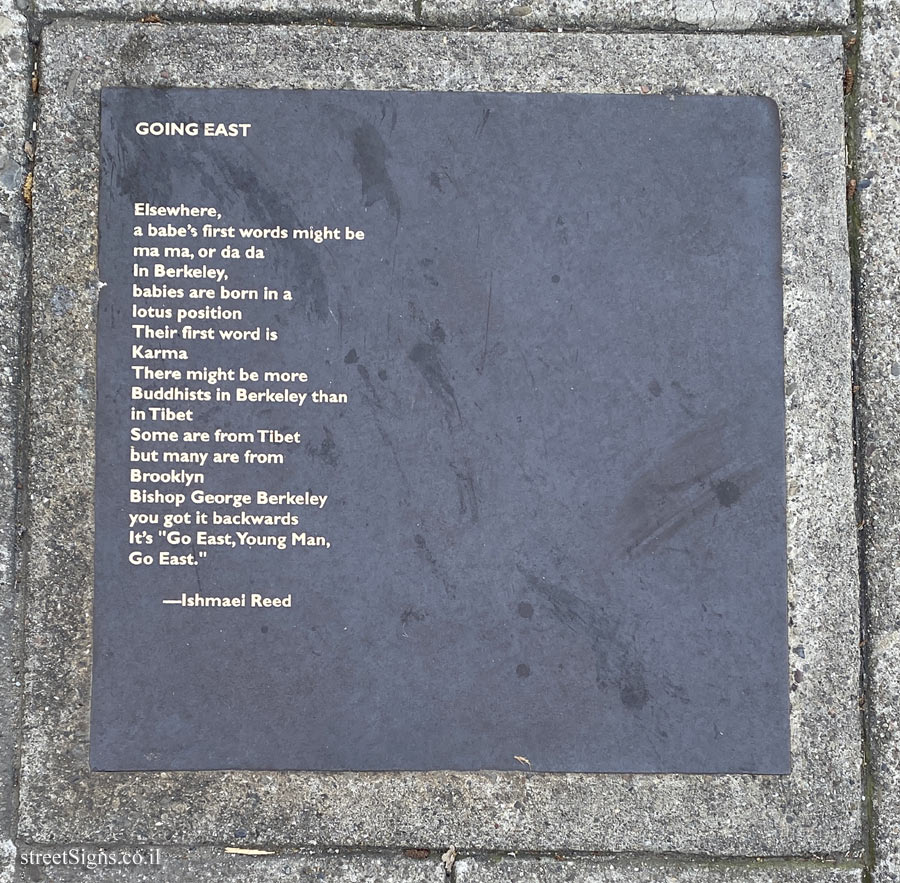 GOING EAST
Elsewhere,
a babe's first words might be
ma ma, or da da
In Berkeley,
babies are born in a
lotus position
Their first word is
Karma
There might be more
Buddhists in Berkeley than
in Tibet
Some are from Tibet
but many are from
Brooklyn
Bishop George Berkeley
you got it backwards
It's "Go East, Young Man,
Go East."
—Ishmael Reed
streetSigns.co.il